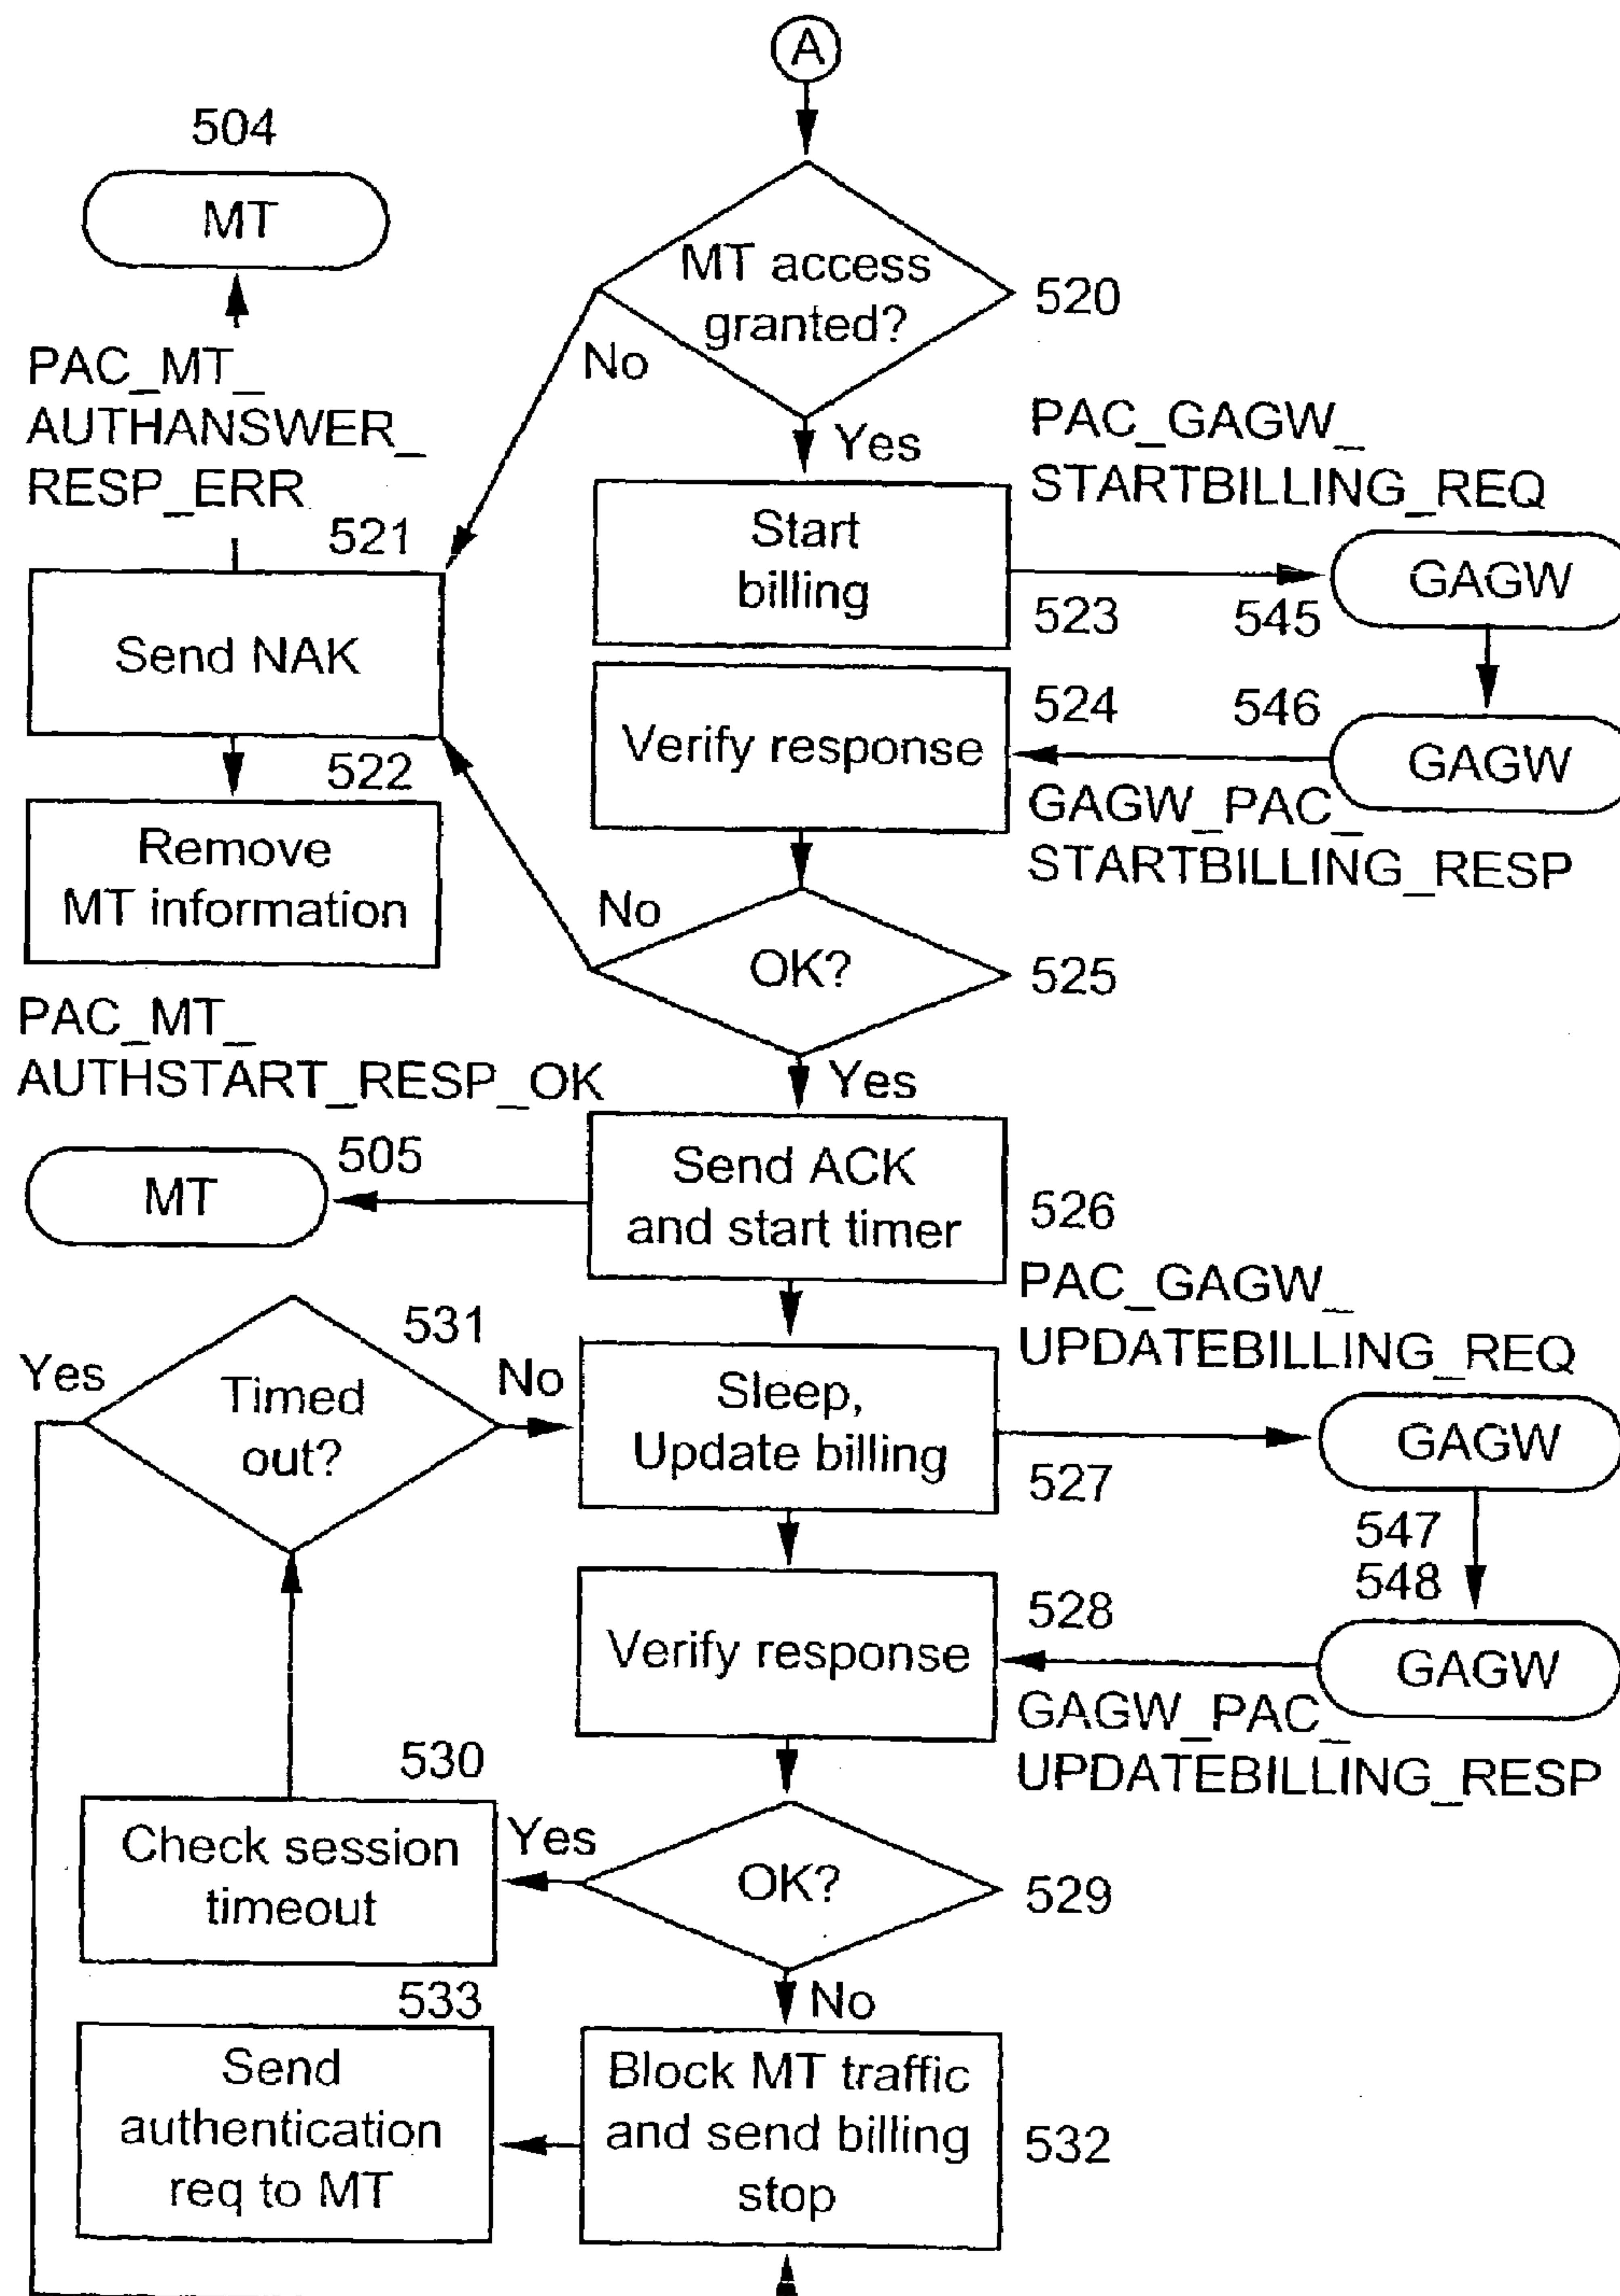 A
504
MT
MT access
granted?
520
No
PAC_MT_
AUTHANSWER_
RESP_ERR
Yes
PAC_GAGW_
STARTBILLING_REQ
521
Start
billing
GAGW
523
545
Send NAK
524
546
Verify response
GAGW
522
GAGW_PAC_
STARTBILLING_RESP
Remove
MT information
No
OK?
525
PAC_MT_
AUTHSTART_RESP_OK
Yes
505
MT
Send ACK
and start timer
526
PAC_GAGW_
UPDATEBILLING_REQ
531
Yes
No
Timed
out?
Sleep,
Update billing
GAGW
527
547
548
528
Verify response
GAGW
GAGW_PAC_
UPDATEBILLING_RESP
530
Check session
timeout
Yes
OK?
529
533
No
Send
authentication
req to MT
Block MT traffic
and send billing
stop
532